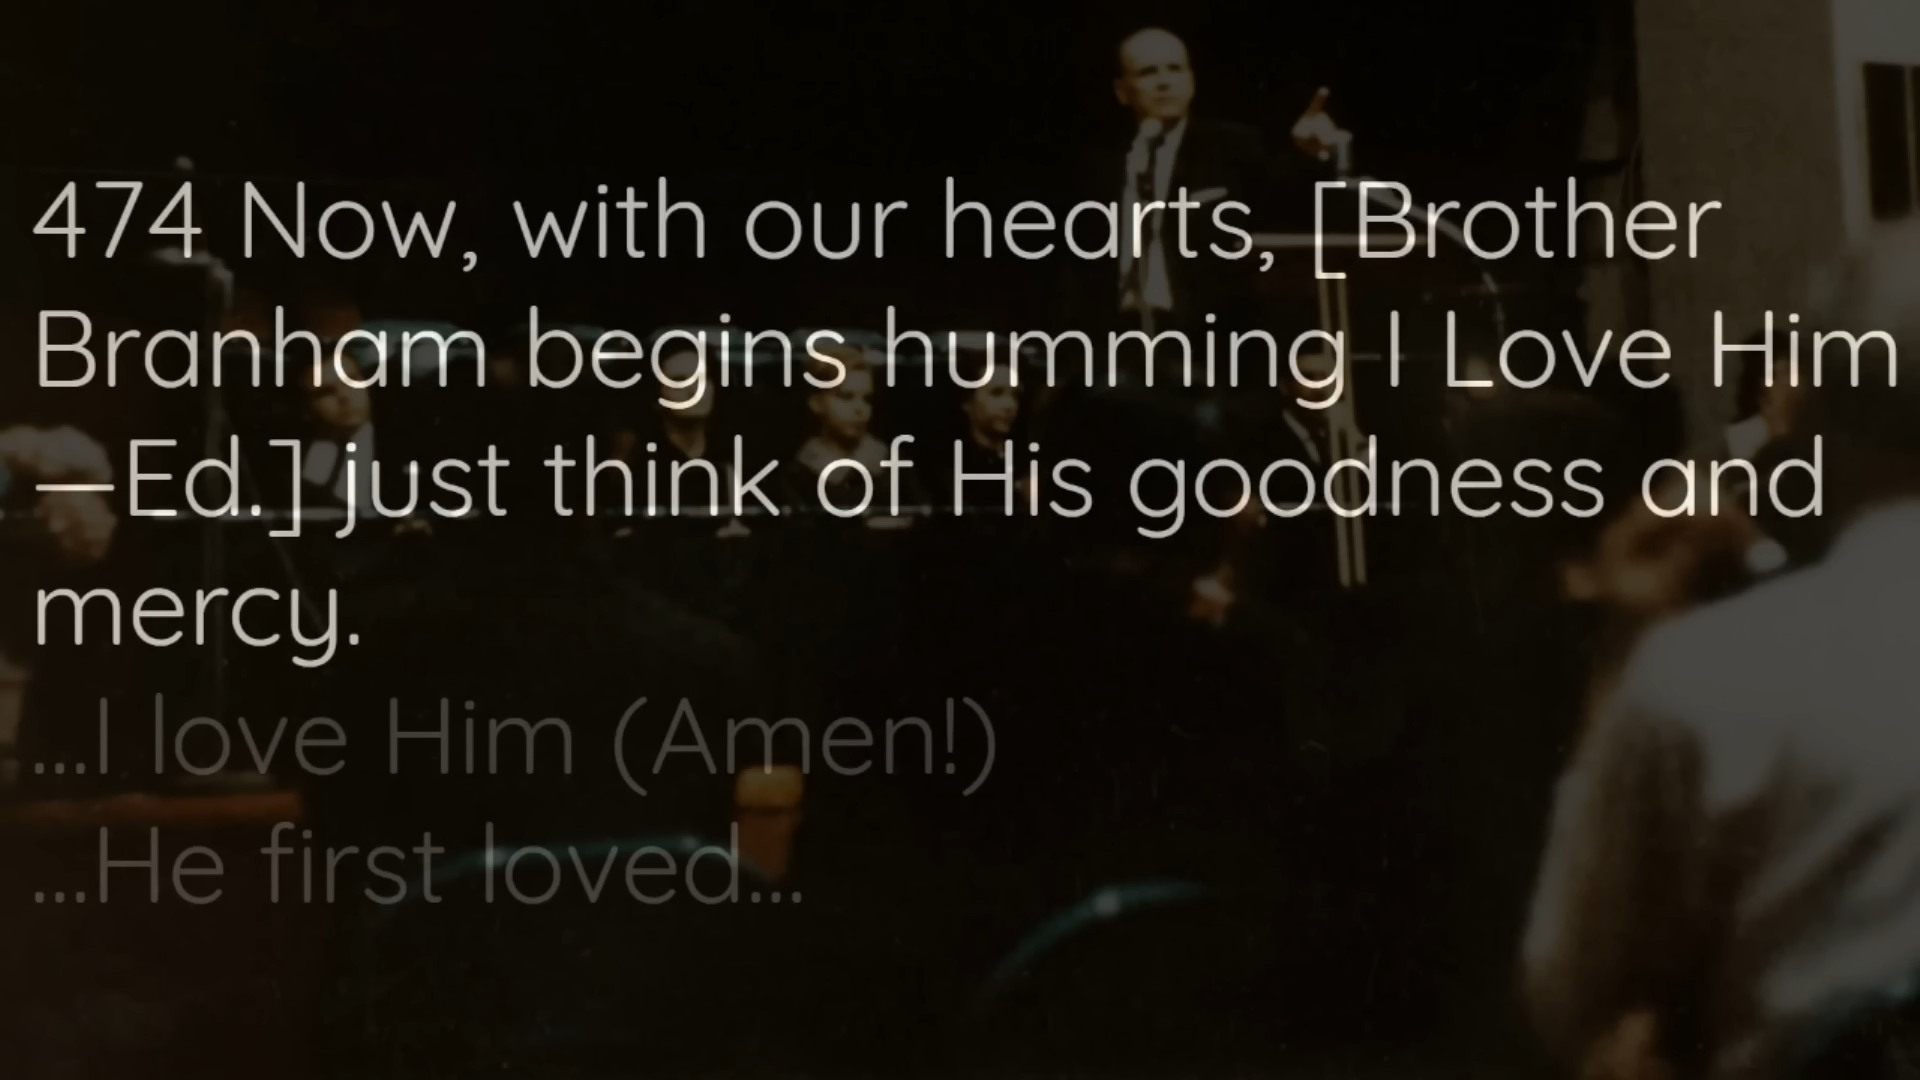 474 Now, with our hearts, [Brother
Branham begins humming I Love Him
—Ed.] just think of His goodness and
mercy.
...I love Him (Amen!)
...He first loved...